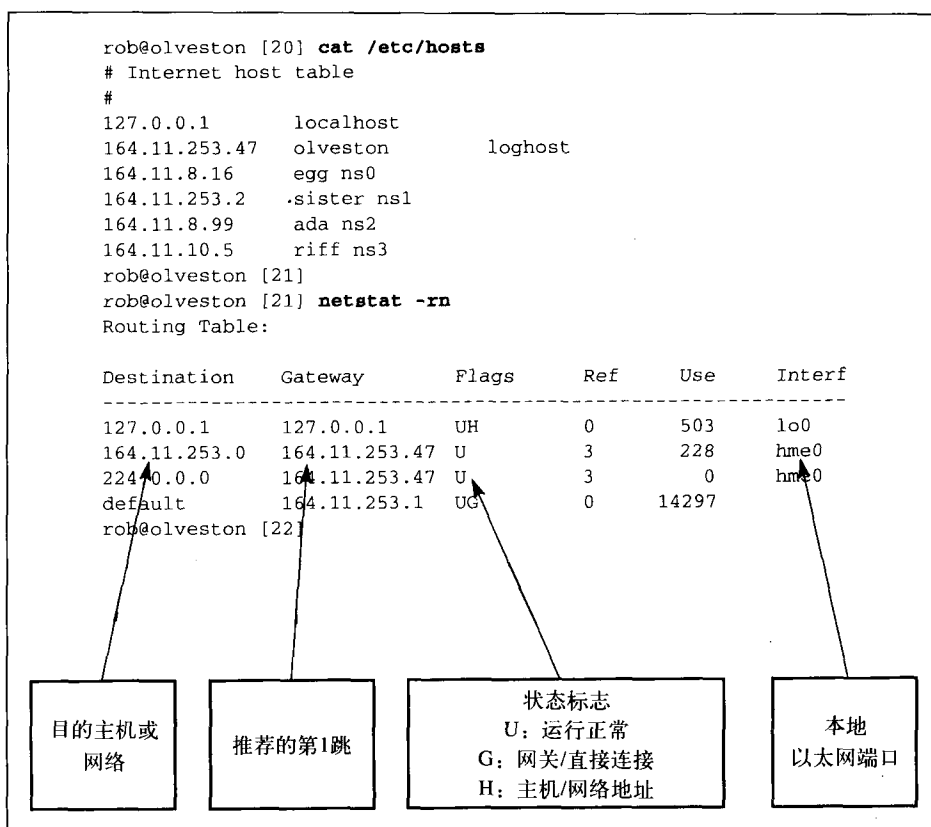 rob@olveston [20] cat /etc/hosts
# Internet host table
#
127.0.0.1 localhost
164.11.253.47 olveston loghost
164.11.8.16 egg ns0
164.11.253.2 sister ns1
164.11.8.99 ada ns2
164.11.10.5 riff ns3
rob@olveston [21]
rob@olveston [21] netstat -rn
Routing Table:
Destination Gateway Flags Ref Use Interf
--------------------------------------------------------------
127.0.0.1 127.0.0.1 UH 0 503 lo0
164.11.253.0 164.11.253.47 U 3 228 hme0
224.0.0.0 164.11.253.47 U 3 0 hme0
default 164.11.253.1 UG 0 14297
rob@olveston [22]
目的主机或
网络
推荐的第1跳
状态标志
U：运行正常
G：网关/直接连接
H：主机/网络地址
本地
以太网端口